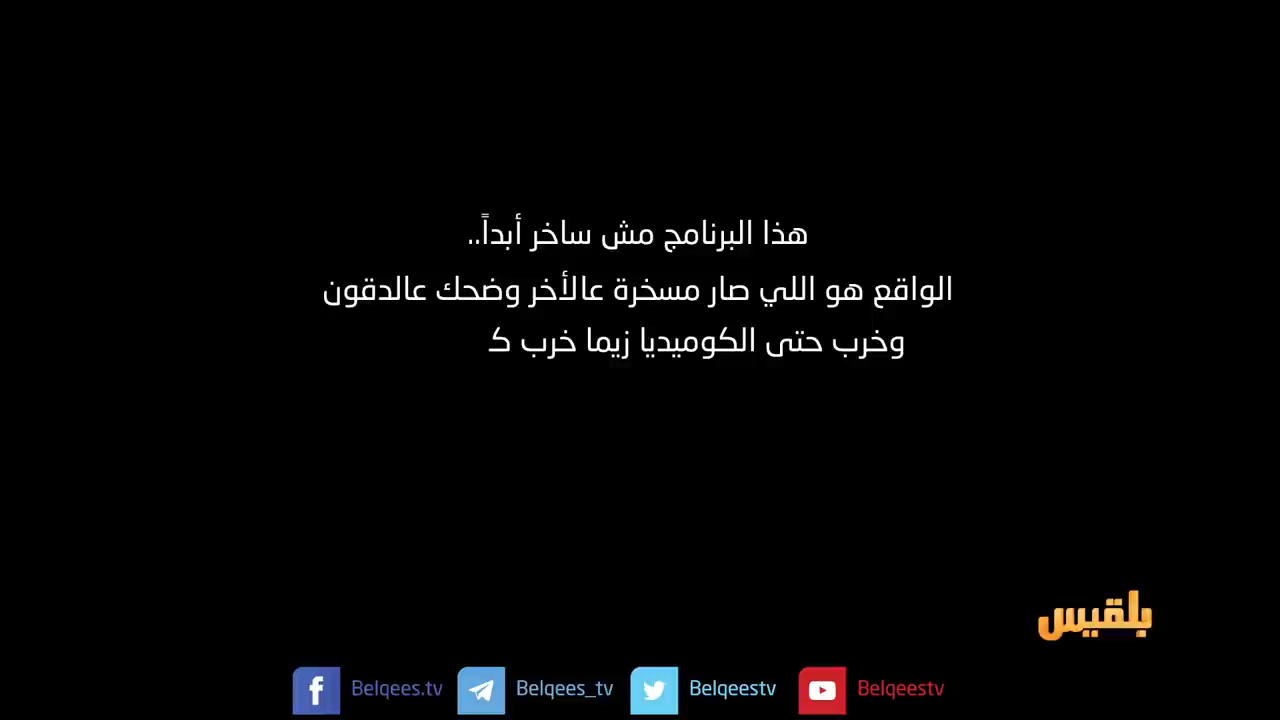 هذا البرنامج مش ساخر أبداً..
الواقع هو اللي صار مسخرة عالأخر وضحك عالدقون
وخرب حتى الكوميديا زيما خرب كـ
بلقيس
Belqees.tv Belqees_tv Belqeestv Belqeestv